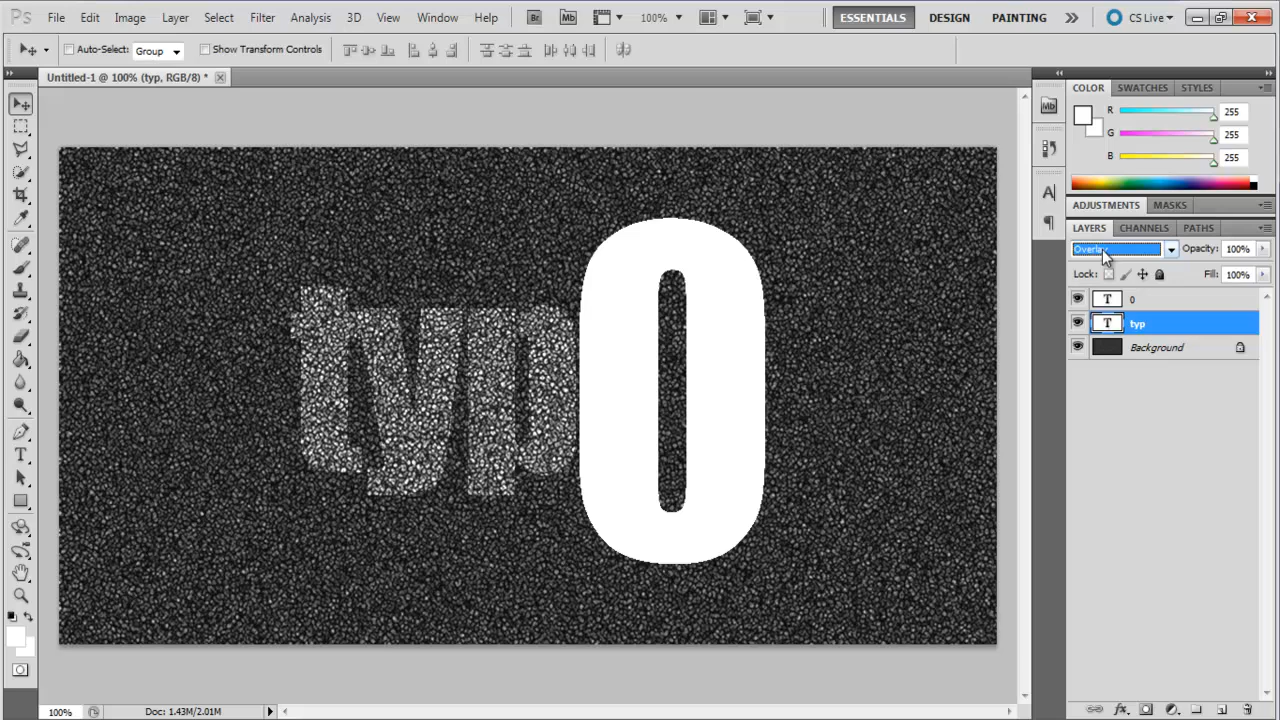 Ps File Edit Image Layer Select Filter Analysis 3D View Window Help Br Mb 100% ESSENTIALS DESIGN PAINTING CS Live
Auto-Select: Group Show Transform Controls
Untitled-1 @ 100% (typ, RGB/8) *
COLOR SWATCHES STYLES
Mb
R 255
G 255
B 255
ADJUSTMENTS MASKS
LAYERS CHANNELS PATHS
Overlay Opacity: 100%
Lock: Fill: 100%
T 0
T typ
Background
typ0
100% Doc: 1.43M/2.01M